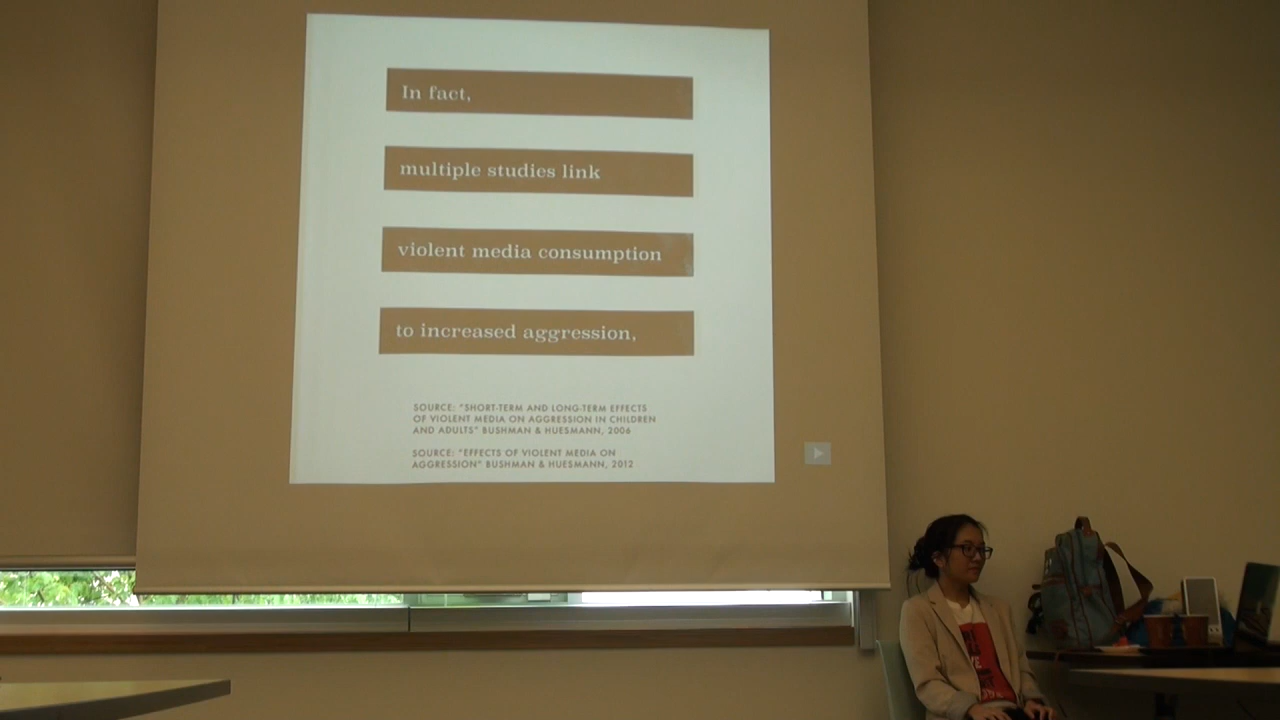 In fact,
multiple studies link
violent media consumption
to increased aggression,
SOURCE: "SHORT-TERM AND LONG-TERM EFFECTS
OF VIOLENT MEDIA ON AGGRESSION IN CHILDREN
AND ADULTS" BUSHMAN & HUESMANN, 2006
SOURCE: "EFFECTS OF VIOLENT MEDIA ON
AGGRESSION" BUSHMAN & HUESMANN, 2012